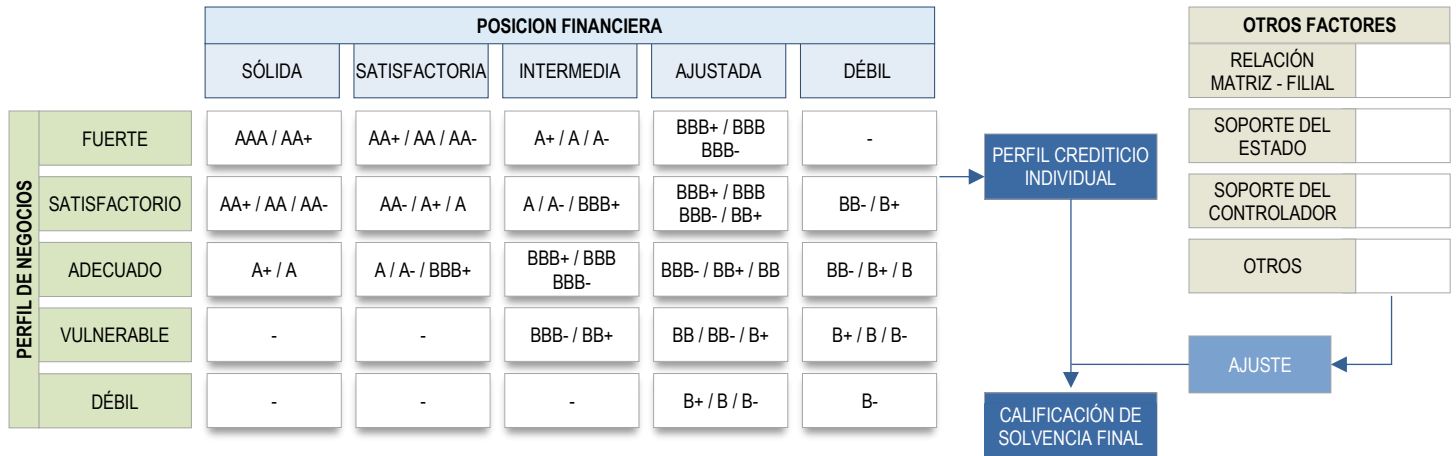 POSICION FINANCIERA
SÓLIDA
SATISFACTORIA
INTERMEDIA
AJUSTADA
DÉBIL
PERFIL DE NEGOCIOS
FUERTE
AAA / AA+
AA+ / AA / AA-
A+ / A / A-
BBB+ / BBB
BBB-
-
SATISFACTORIO
AA+ / AA / AA-
AA- / A+ / A
A / A- / BBB+
BBB+ / BBB
BBB- / BB+
BB- / B+
ADECUADO
A+ / A
A / A- / BBB+
BBB+ / BBB
BBB-
BBB- / BB+ / BB
BB- / B+ / B
VULNERABLE
-
-
BBB- / BB+
BB / BB- / B+
B+ / B / B-
DÉBIL
-
-
-
B+ / B / B-
B-
PERFIL CREDITICIO
INDIVIDUAL
CALIFICACIÓN DE
SOLVENCIA FINAL
OTROS FACTORES
RELACIÓN
MATRIZ - FILIAL
SOPORTE DEL
ESTADO
SOPORTE DEL
CONTROLADOR
OTROS
AJUSTE